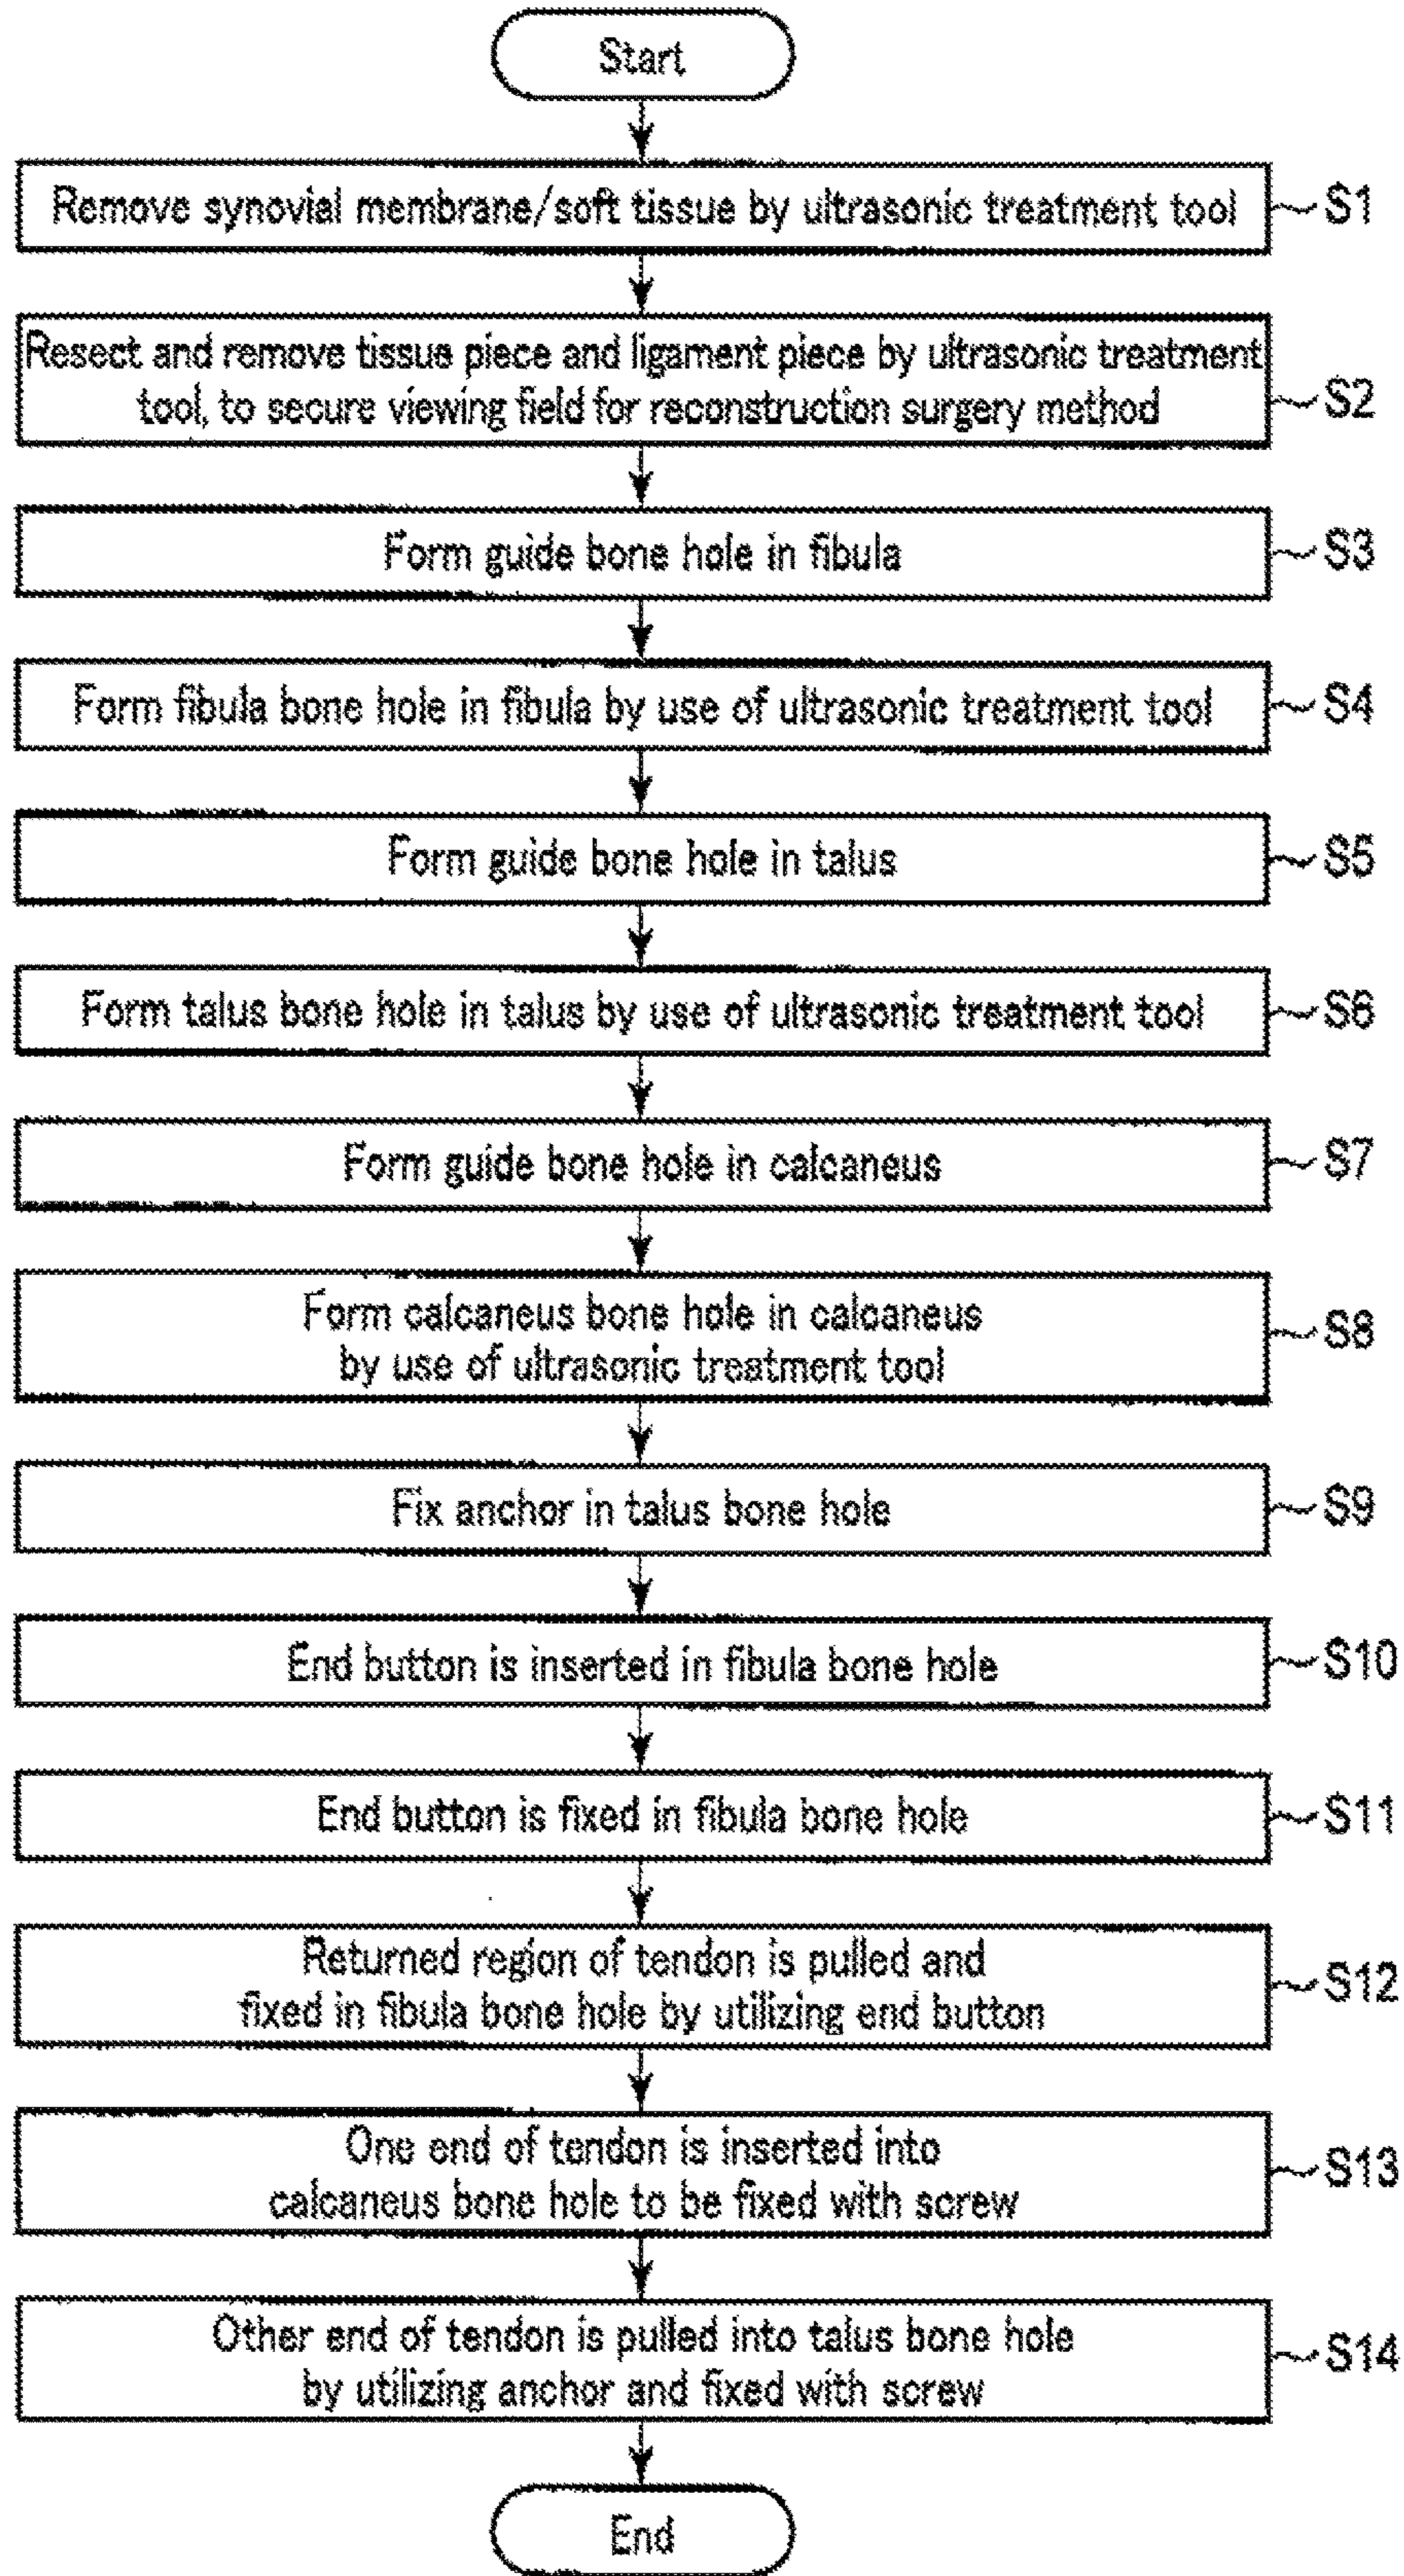 Start
Remove synovial membrane/soft tissue by ultrasonic treatment tool
S1
Resect and remove tissue piece and ligament piece by ultrasonic treatment
tool, to secure viewing field for reconstruction surgery method
S2
Form guide bone hole in fibula
S3
Form fibula bone hole in fibula by use of ultrasonic treatment tool
S4
Form guide bone hole in talus
S5
Form talus bone hole in talus by use of ultrasonic treatment tool
S6
Form guide bone hole in calcaneus
S7
Form calcaneus bone hole in calcaneus
by use of ultrasonic treatment tool
S8
Fix anchor in talus bone hole
S9
End button is inserted in fibula bone hole
S10
End button is fixed in fibula bone hole
S11
Returned region of tendon is pulled and
fixed in fibula bone hole by utilizing end button
S12
One end of tendon is inserted into
calcaneus bone hole to be fixed with screw
S13
Other end of tendon is pulled into talus bone hole
by utilizing anchor and fixed with screw
S14
End